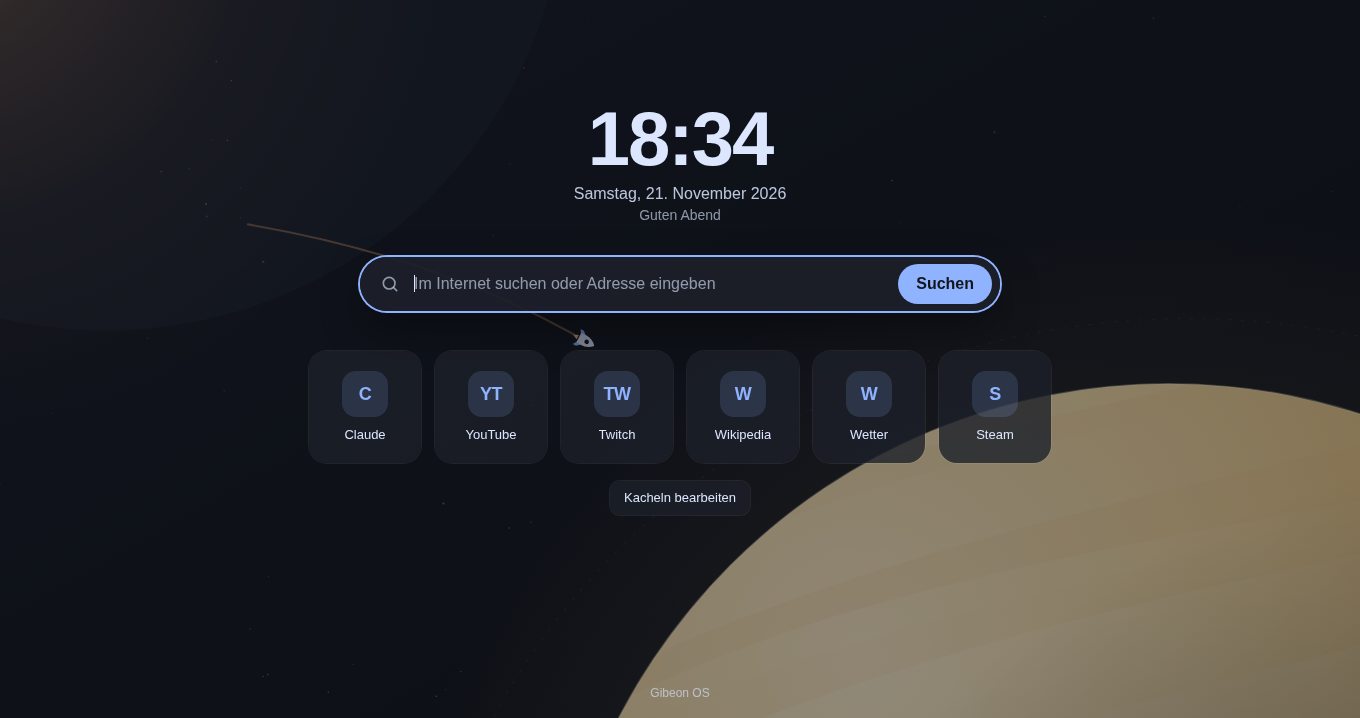 18:34
Samstag, 21. November 2026
Guten Abend
Im Internet suchen oder Adresse eingeben
Suchen
C
YT
TW
W
W
S
Claude
YouTube
Twitch
Wikipedia
Wetter
Steam
Kacheln bearbeiten
Gibeon OS